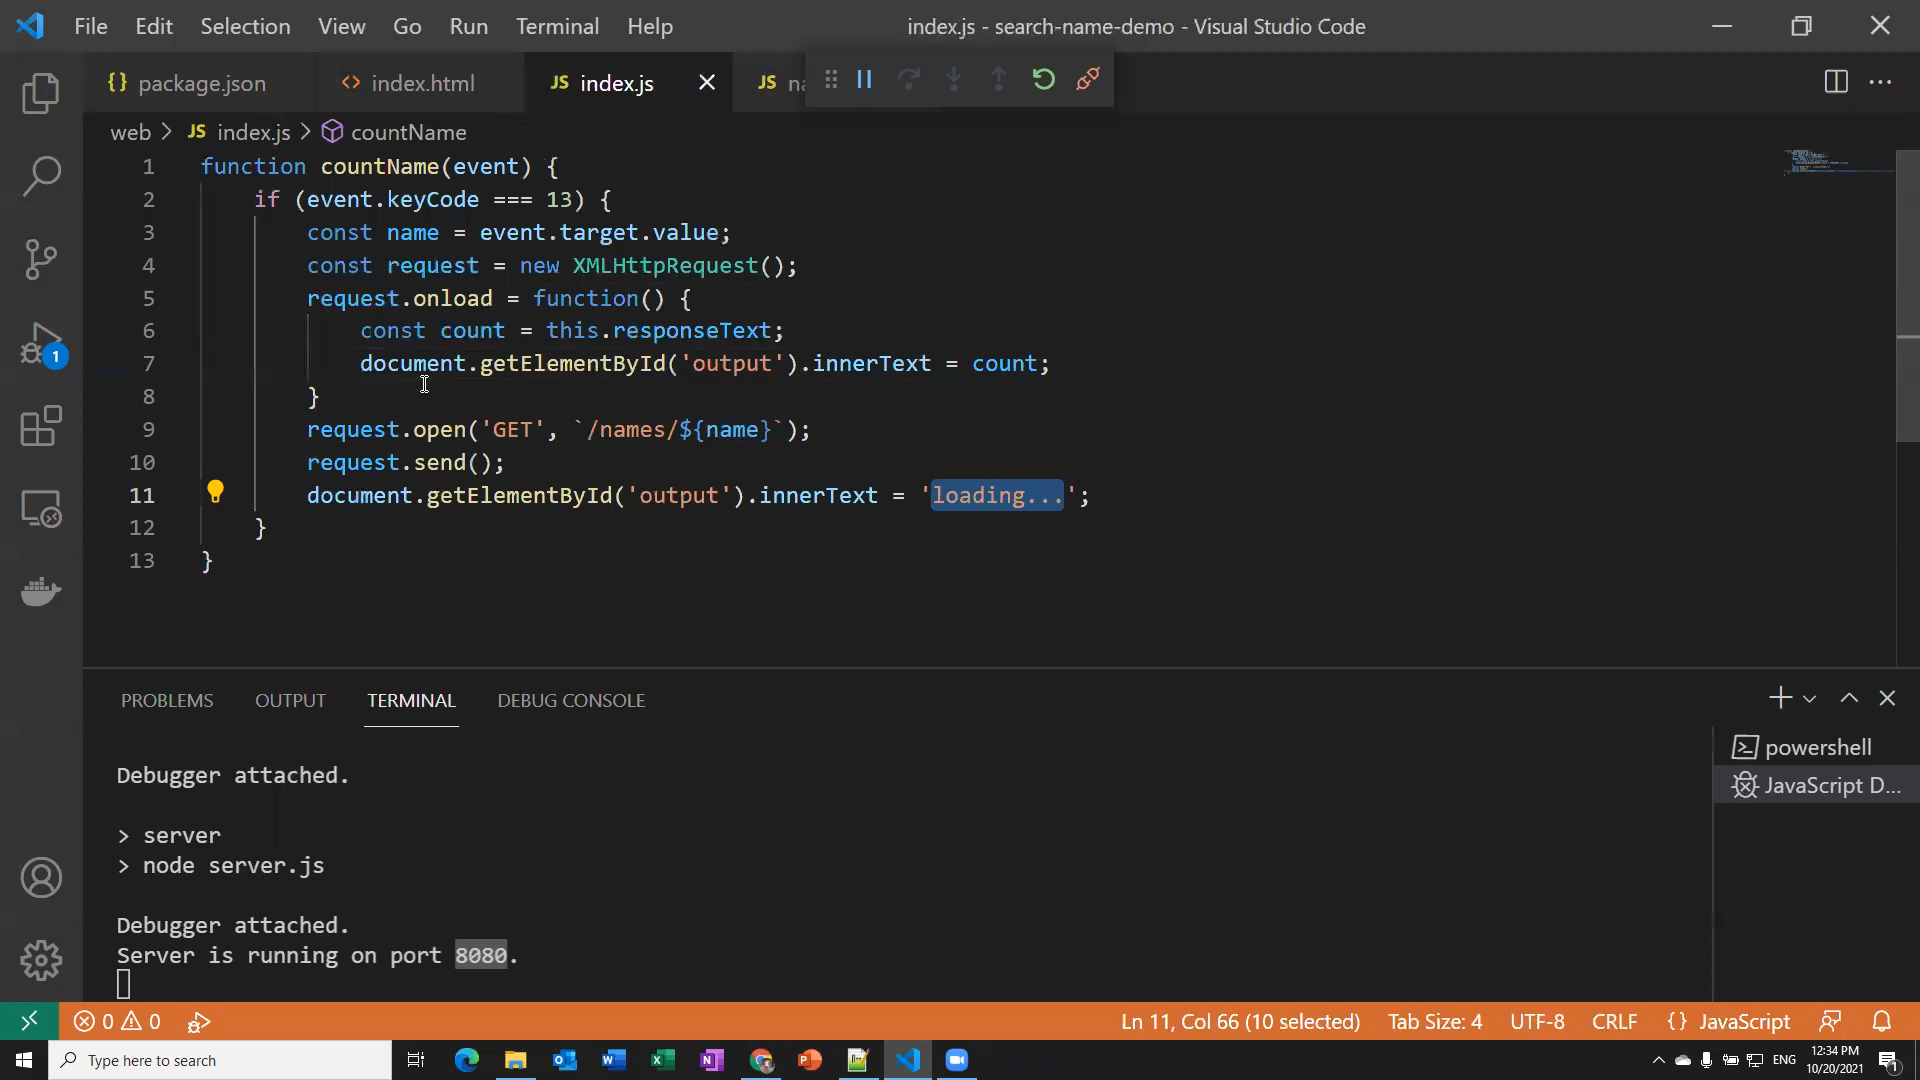 File Edit Selection View Go Run Terminal Help index.js - search-name-demo - Visual Studio Code
{} package.json <> index.html JS index.js JS
web > JS index.js > countName
1 function countName(event) {
2 if (event.keyCode === 13) {
3 const name = event.target.value;
4 const request = new XMLHttpRequest();
5 request.onload = function() {
6 const count = this.responseText;
7 document.getElementById('output').innerText = count;
8 }
9 request.open('GET', `/names/${name}`);
10 request.send();
11 document.getElementById('output').innerText = 'loading...';
12 }
13 }
1
PROBLEMS OUTPUT TERMINAL DEBUG CONSOLE
powershell
JavaScript D...
Debugger attached.
> server
> node server.js
Debugger attached.
Server is running on port 8080.
0 0 Ln 11, Col 66 (10 selected) Tab Size: 4 UTF-8 CRLF {} JavaScript
Type here to search ENG 12:34 PM
10/20/2021 1